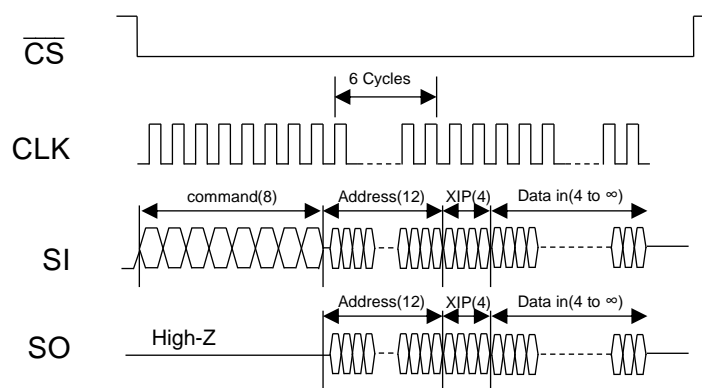 CS
6 Cycles
CLK
command(8) Address(12) XIP(4) Data in(4 to ∞)
SI
Address(12) XIP(4) Data in(4 to ∞)
High-Z
SO